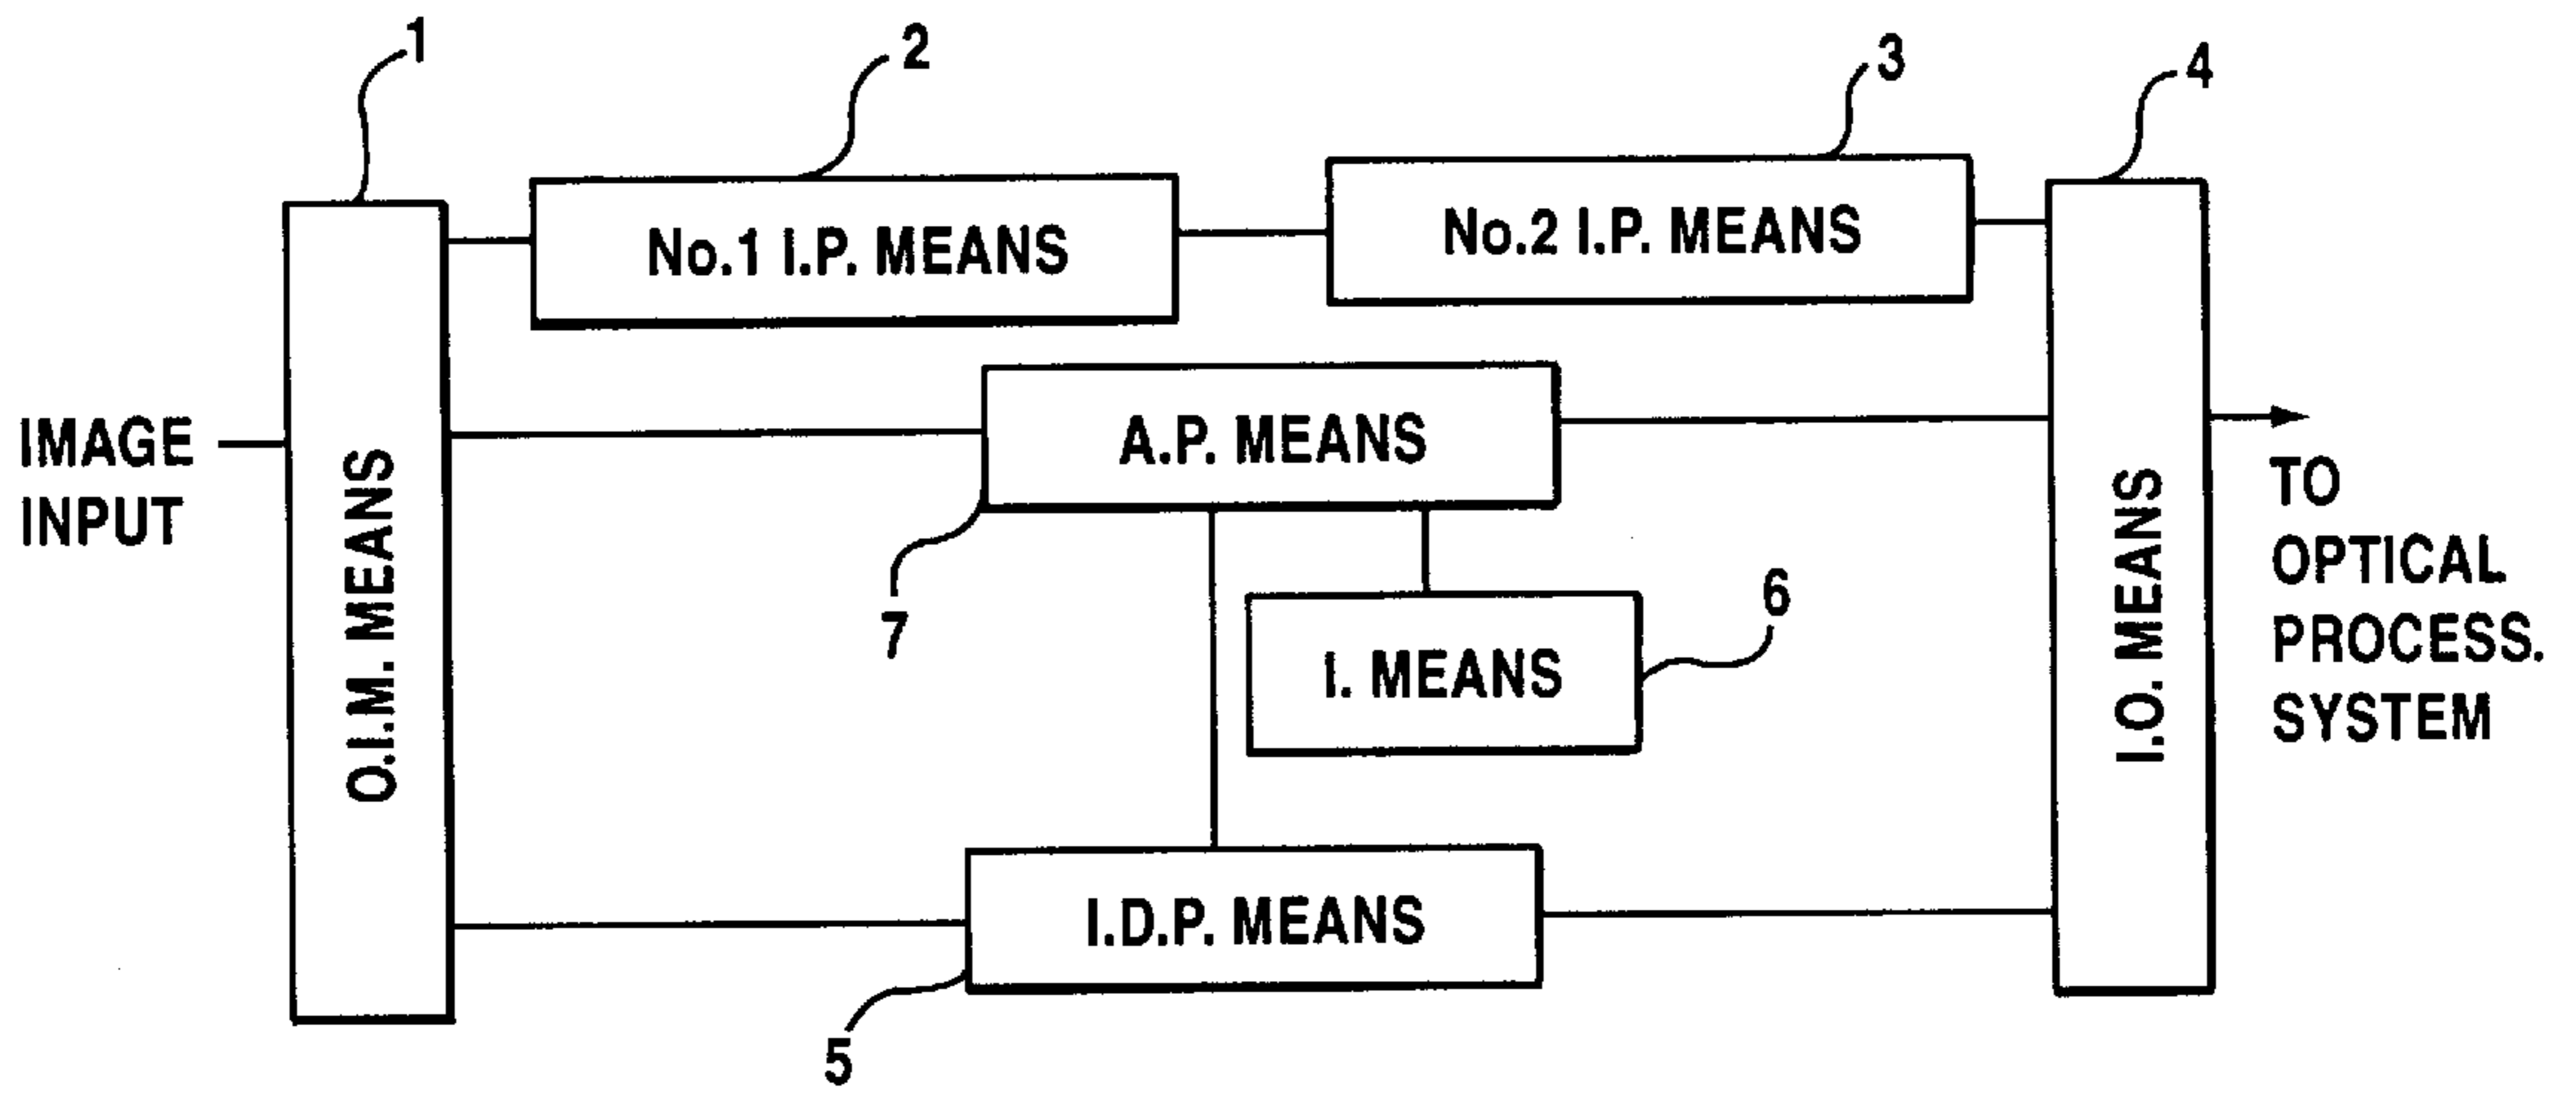 1
2
3
4
No.1 I.P. MEANS
No.2 I.P. MEANS
IMAGE
INPUT
O.I.M. MEANS
A.P. MEANS
7
I. MEANS
6
I.D.P. MEANS
5
I.O. MEANS
TO
OPTICAL
PROCESS.
SYSTEM